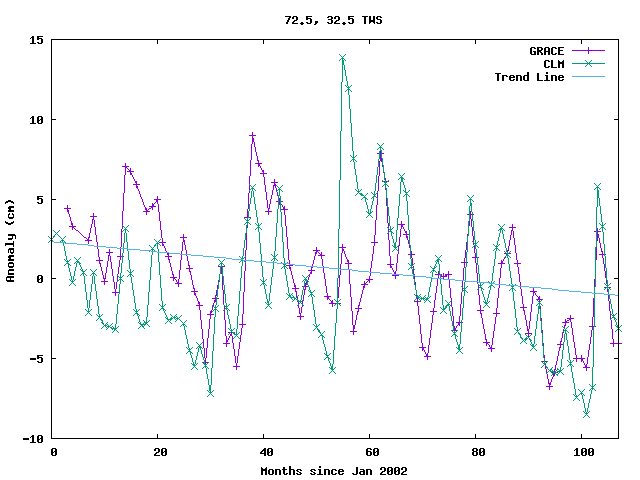 72.5, 32.5 TWS
GRACE
CLM
Trend Line
15
10
5
0
-5
-10
Anomaly (cm)
0 20 40 60 80 100
Months since Jan 2002